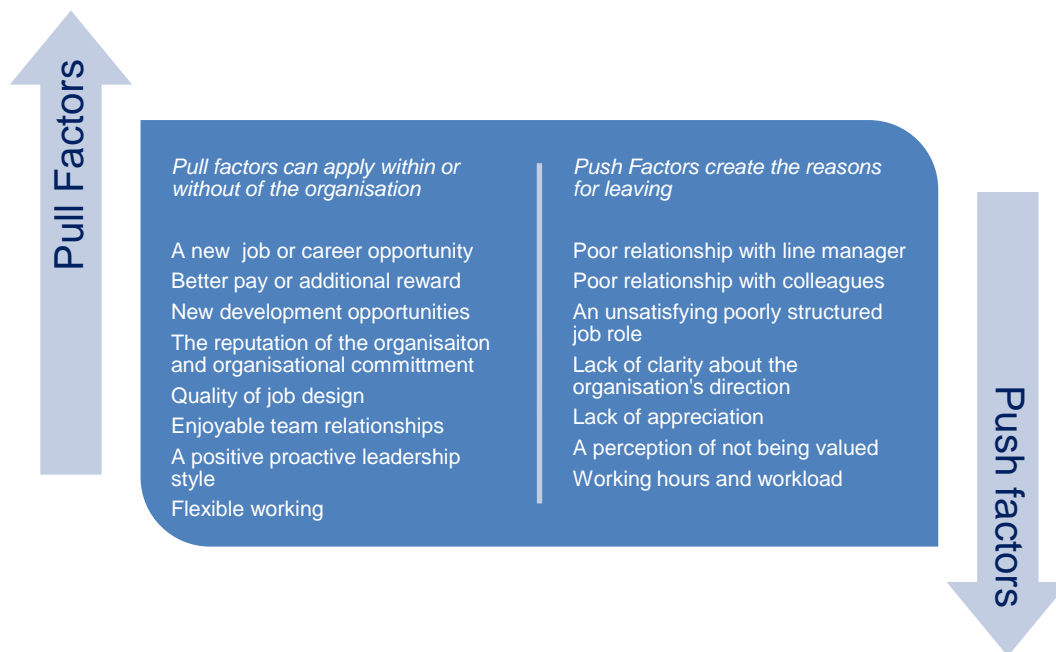 Pull Factors
Pull factors can apply within or
without of the organisation
A new  job or career opportunity
Better pay or additional reward
New development opportunities
The reputation of the organisaiton
and organisational committment
Quality of job design
Enjoyable team relationships
A positive proactive leadership
style
Flexible working
Push Factors create the reasons
for leaving
Poor relationship with line manager
Poor relationship with colleagues
An unsatisfying poorly structured
job role
Lack of clarity about the
organisation's direction
Lack of appreciation
A perception of not being valued
Working hours and workload
Push factors